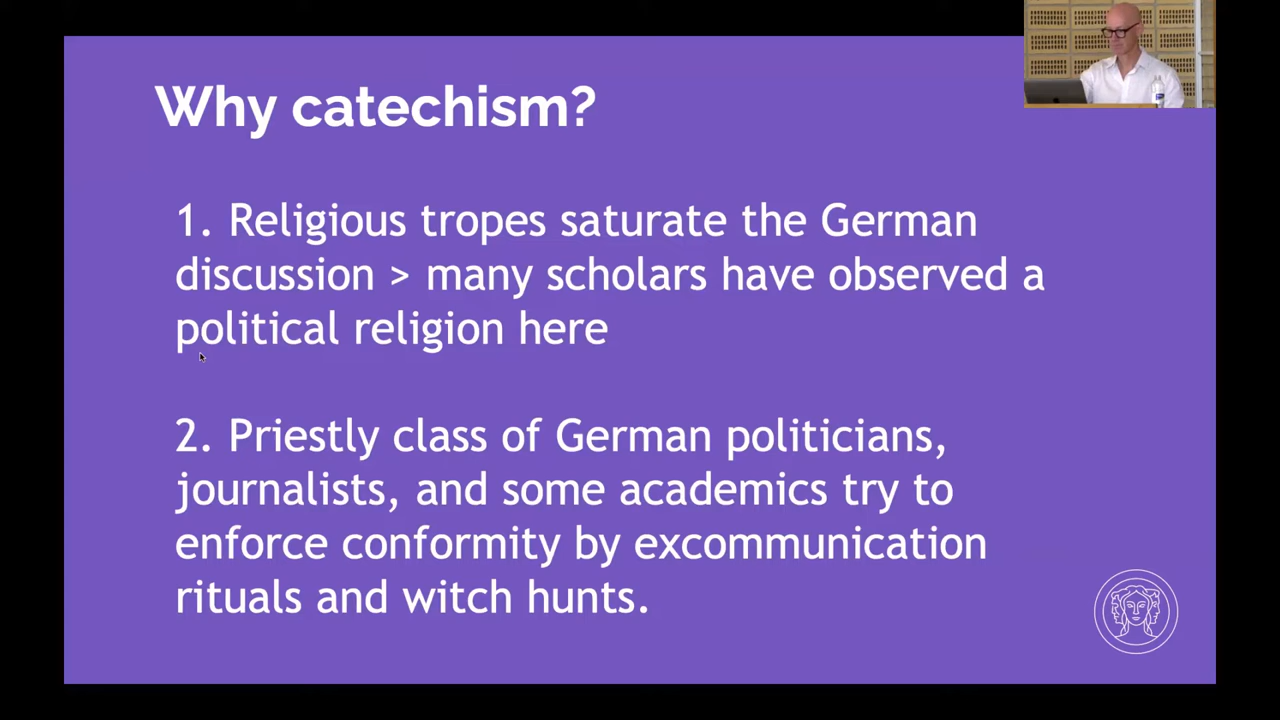 Why catechism?
1. Religious tropes saturate the German
discussion > many scholars have observed a
political religion here
2. Priestly class of German politicians,
journalists, and some academics try to
enforce conformity by excommunication
rituals and witch hunts.